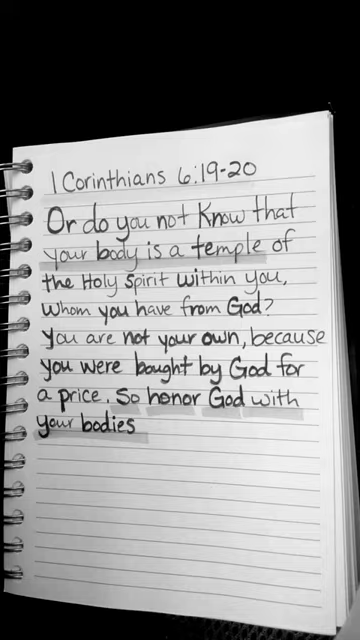 1 Corinthians 6:19-20
Or do you not Know that
your body is a temple of
the Holy Spirit within you,
whom you have from God?
You are not your own, because
you were bought by God for
a price. So honor God with
your bodies